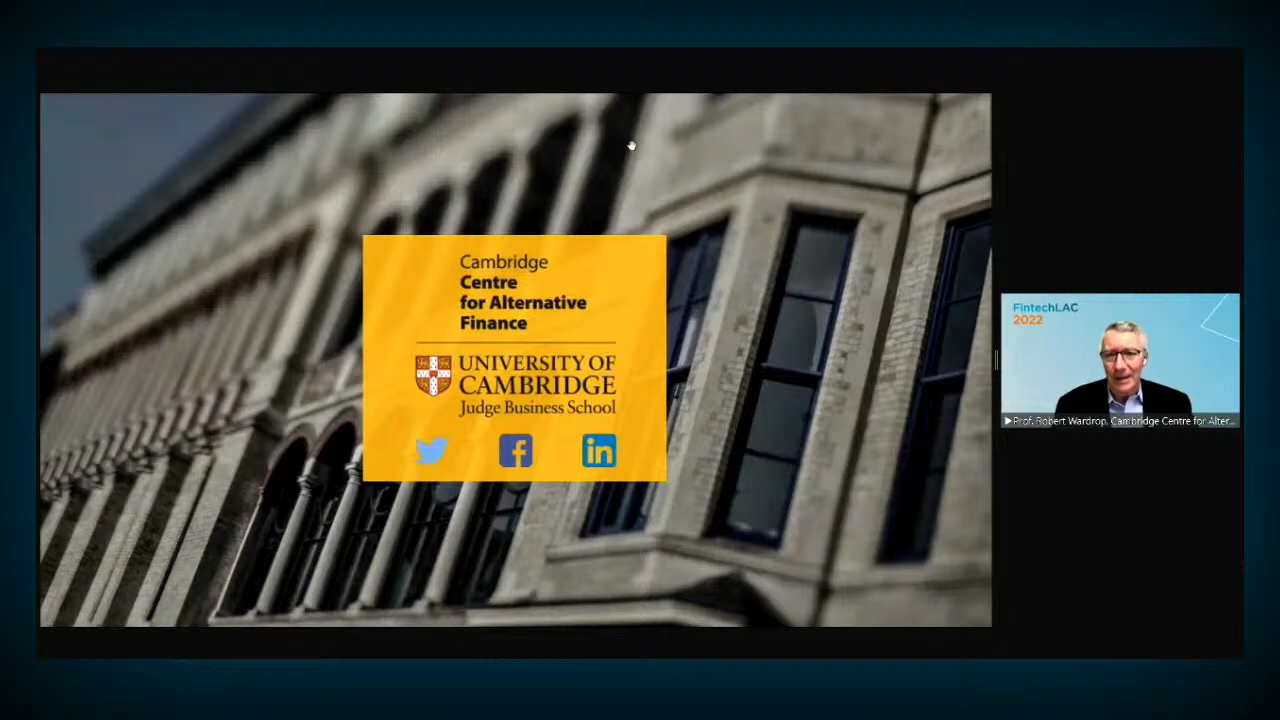 Cambridge
Centre
for Alternative
Finance
UNIVERSITY OF
CAMBRIDGE
Judge Business School
FintechLAC
2022
Prof. Robert Wardrop, Cambridge Centre for Alter...